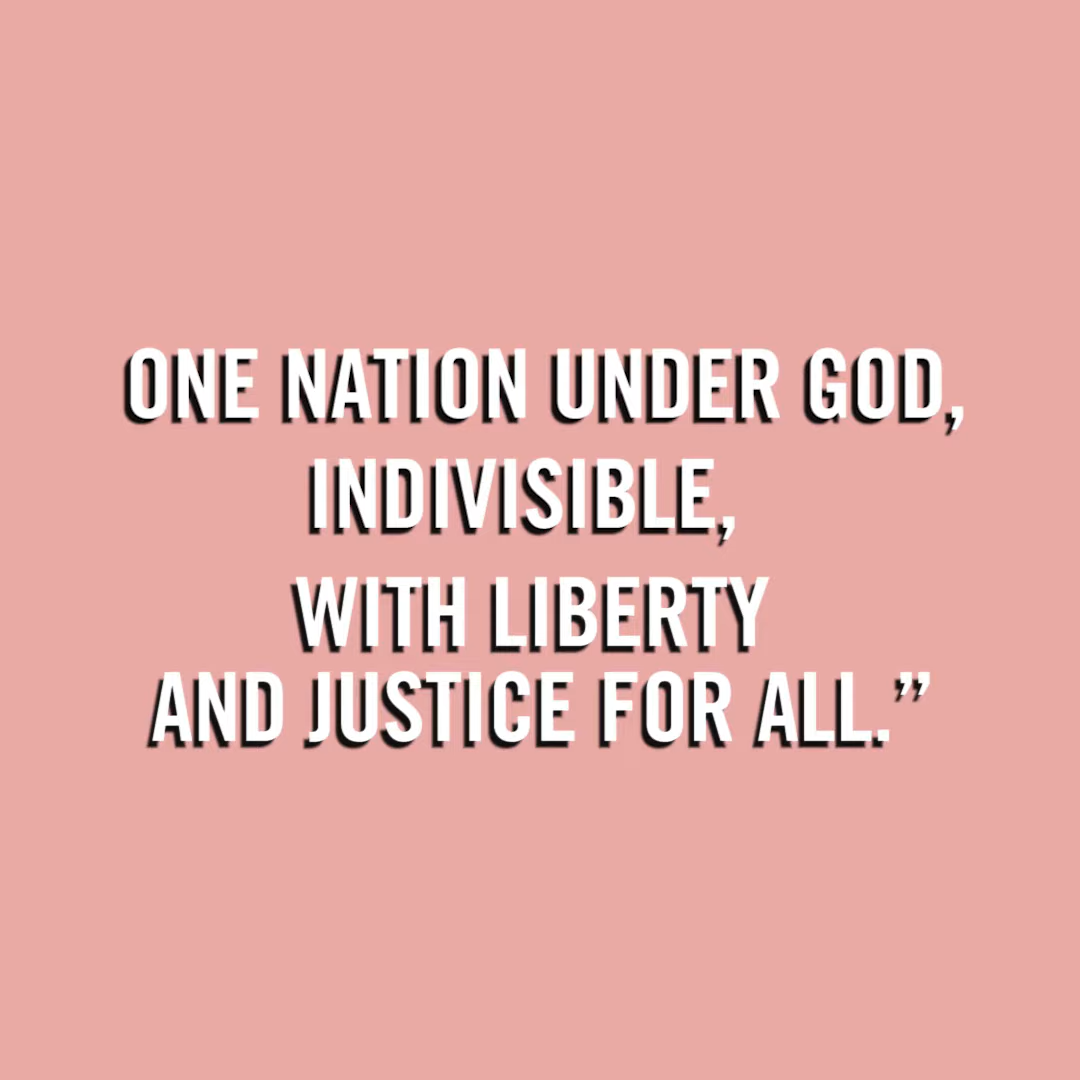 ONE NATION UNDER GOD,
INDIVISIBLE,
WITH LIBERTY
AND JUSTICE FOR ALL.”